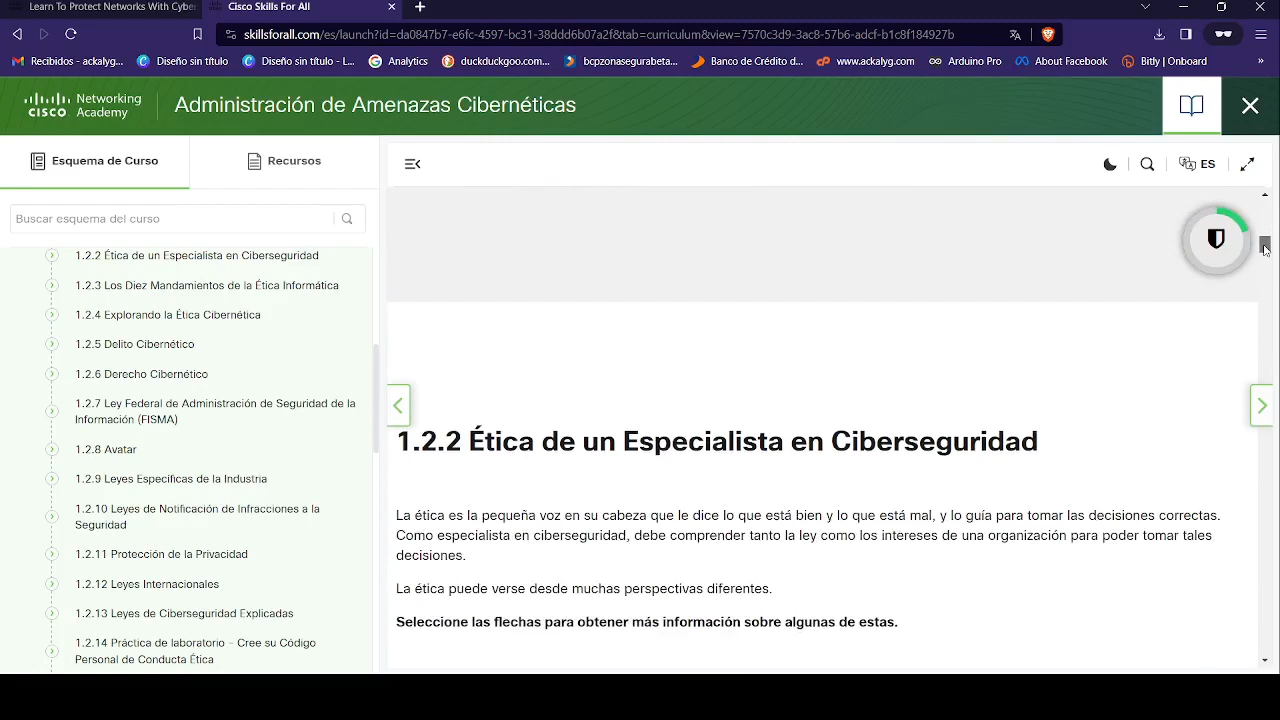 Learn To Protect Networks With Cyber
Cisco Skills For All
skillsforall.com/es/launch?id=da0847b7-e6fc-4597-bc31-38ddd6b07a2f&tab=curriculum&view=7570c3d9-3ac8-57b6-adcf-b1c8f184927b
Recibidos - ackalyg...
Diseño sin título
Diseño sin título - L...
Analytics
duckduckgoo.com...
bcpzonasegurabeta...
Banco de Crédito d...
www.ackalyg.com
Arduino Pro
About Facebook
Bitly | Onboard
»
CISCO
Networking
Academy
Administración de Amenazas Cibernéticas
Esquema de Curso
Recursos
ES
Buscar esquema del curso
1.2.2 Ética de un Especialista en Ciberseguridad
1.2.3 Los Diez Mandamientos de la Ética Informática
1.2.4 Explorando la Ética Cibernética
1.2.5 Delito Cibernético
1.2.6 Derecho Cibernético
1.2.7 Ley Federal de Administración de Seguridad de la
Información (FISMA)
1.2.8 Avatar
1.2.9 Leyes Específicas de la Industria
1.2.10 Leyes de Notificación de Infracciones a la
Seguridad
1.2.11 Protección de la Privacidad
1.2.12 Leyes Internacionales
1.2.13 Leyes de Ciberseguridad Explicadas
1.2.14 Práctica de laboratorio – Cree su Código
Personal de Conducta Ética
1.2.2 Ética de un Especialista en Ciberseguridad
La ética es la pequeña voz en su cabeza que le dice lo que está bien y lo que está mal, y lo guía para tomar las decisiones correctas.
Como especialista en ciberseguridad, debe comprender tanto la ley como los intereses de una organización para poder tomar tales
decisiones.
La ética puede verse desde muchas perspectivas diferentes.
Seleccione las flechas para obtener más información sobre algunas de estas.